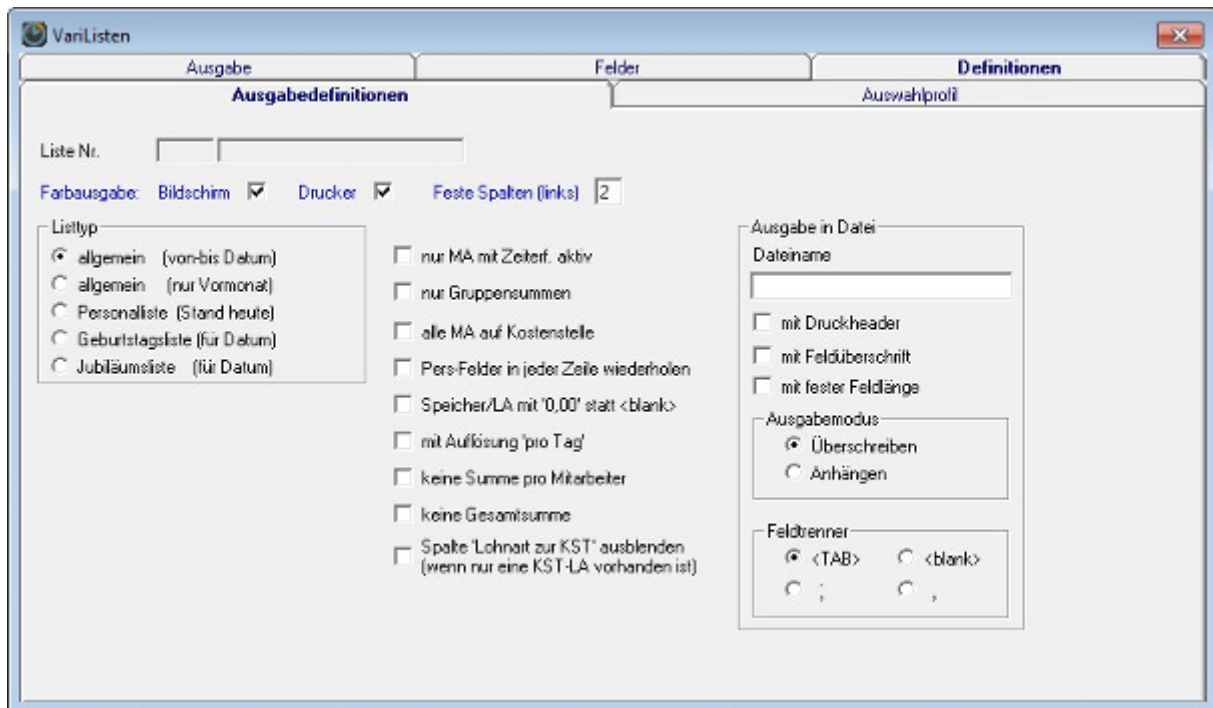 VariListen
Ausgabe Felder Definitionen
Ausgabedefinitionen Auswahlprofil
Liste Nr.
Farbausgabe: Bildschirm Drucker Feste Spalten (links) 2
Listtyp
allgemein (von-bis Datum)
allgemein (nur Vormonat)
Personalliste (Stand heute)
Geburtstagsliste (für Datum)
Jubiläumsliste (für Datum)
nur MA mit Zeiterf. aktiv
nur Gruppensummen
alle MA auf Kostenstelle
Pers-Felder in jeder Zeile wiederholen
Speicher/LA mit '0,00' statt <blank>
mit Auflösung 'pro Tag'
keine Summe pro Mitarbeiter
keine Gesamtsumme
Spalte 'Lohnart zur KST' ausblenden
(wenn nur eine KST-LA vorhanden ist)
Ausgabe in Datei
Dateiname
mit Druckheader
mit Feldüberschrift
mit fester Feldlänge
Ausgabemodus
Überschreiben
Anhängen
Feldtrenner
<TAB> <blank>
; ,